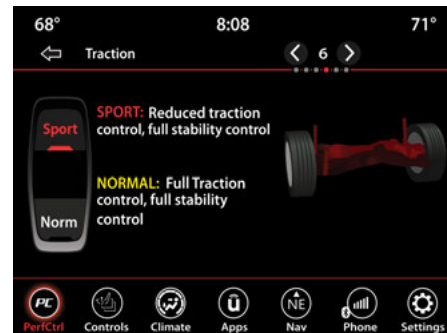 68°
8:08
71°
Traction
6
Sport
SPORT: Reduced traction
control, full stability control
NORMAL: Full Traction
control, full stability
control
Norm
PC
û
NE
PerfCtrl
Controls
Climate
Apps
Nav
Phone
Settings